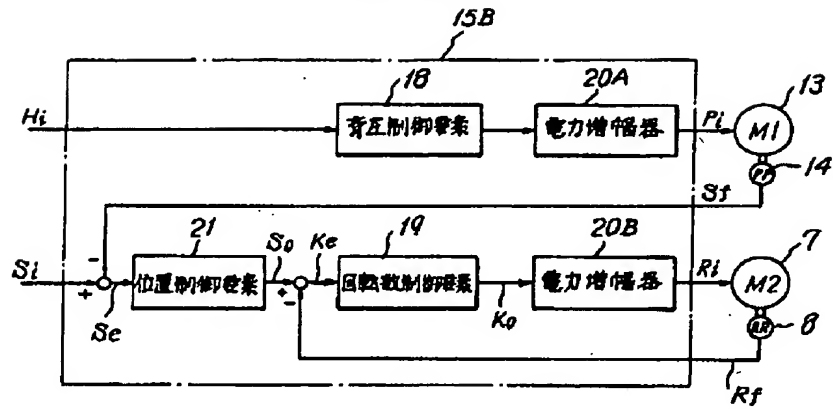 15B
18
20A
13
Hi
背圧制御要素
電力増幅器
Pi
M1
PP
14
Sf
-
21
So
Ke
19
20B
7
Si
+
位置制御要素
+
-
回転数制御要素
電力増幅器
Ri
M2
Se
Ko
8
Rf